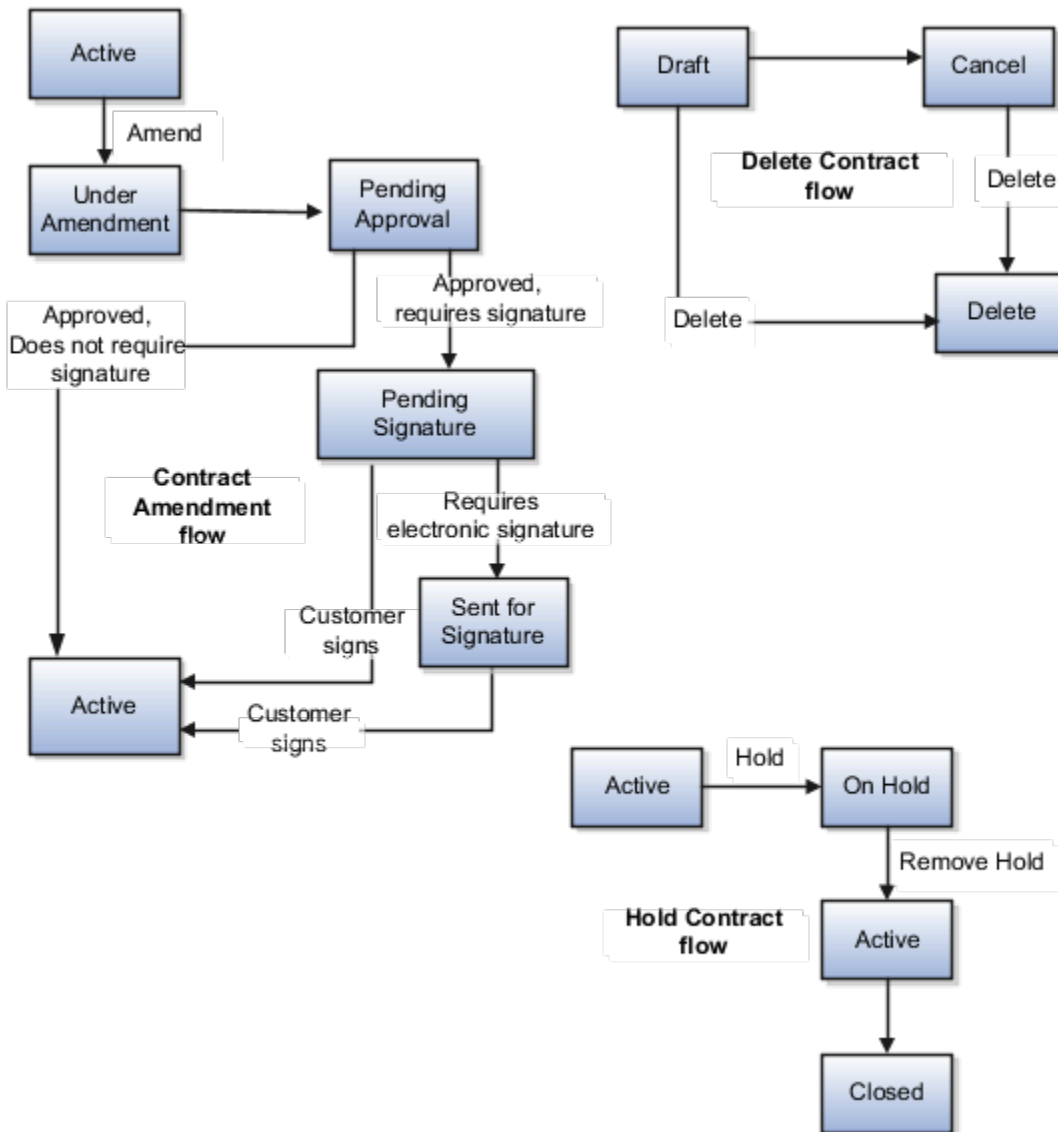 Active
Amend
Under
Amendment
Pending
Approval
Approved,
Does not require
signature
Approved,
requires signature
Pending
Signature
Contract
Amendment
flow
Requires
electronic signature
Sent for
Signature
Customer
signs
Customer
signs
Active
Draft
Cancel
Delete Contract
flow
Delete
Delete
Delete
Active
Hold
On Hold
Remove Hold
Hold Contract
flow
Active
Closed